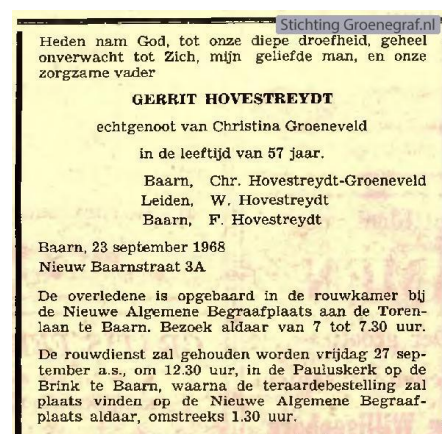 Stichting Groenegraf.nl
Heden nam God, tot onze diepe droefheid, geheel
onverwacht tot Zich, mijn geliefde man, en onze
zorgzame vader
GERRIT HOVESTREYDT
echtgenoot van Christina Groeneveld
in de leeftijd van 57 jaar.
Baarn, Chr. Hovestreydt-Groeneveld
Leiden, W. Hovestreydt
Baarn, F. Hovestreydt
Baarn, 23 september 1968
Nieuw Baarnstraat 3A
De overledene is opgebaard in de rouwkamer bij
de Nieuwe Algemene Begraafplaats aan de Toren-
laan te Baarn. Bezoek aldaar van 7 tot 7.30 uur.
De rouwdienst zal gehouden worden vrijdag 27 sep-
tember a.s., om 12.30 uur, in de Pauluskerk op de
Brink te Baarn, waarna de teraardebestelling zal
plaats vinden op de Nieuwe Algemene Begraaf-
plaats aldaar, omstreeks 1.30 uur.